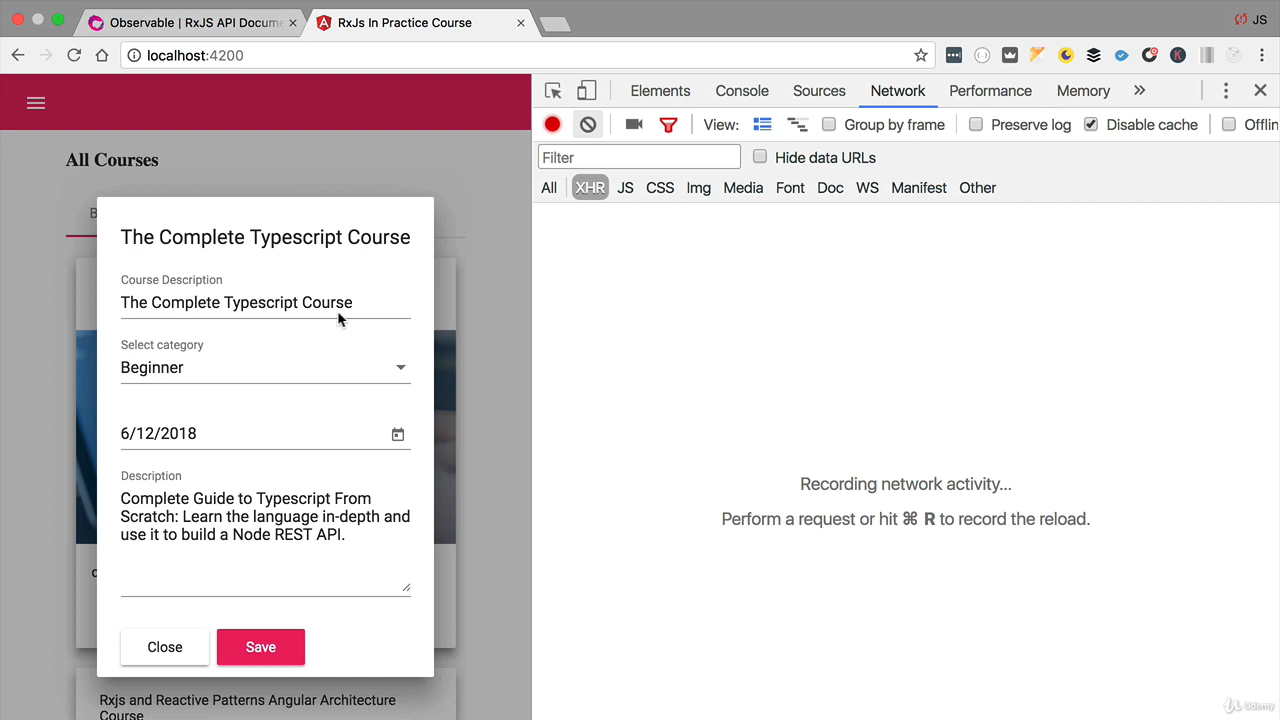 Observable | RxJS API Docume
RxJs In Practice Course
JS
localhost:4200
Elements
Console
Sources
Network
Performance
Memory
View:
Group by frame
Preserve log
Disable cache
Offlin
Filter
Hide data URLs
All
XHR
JS
CSS
Img
Media
Font
Doc
WS
Manifest
Other
All Courses
B
The Complete Typescript Course
Course Description
The Complete Typescript Course
Select category
Beginner
6/12/2018
Description
Complete Guide to Typescript From
Scratch: Learn the language in-depth and
use it to build a Node REST API.
Close
Save
Rxjs and Reactive Patterns Angular Architecture
Course
Recording network activity...
Perform a request or hit ⌘ R to record the reload.
Udemy